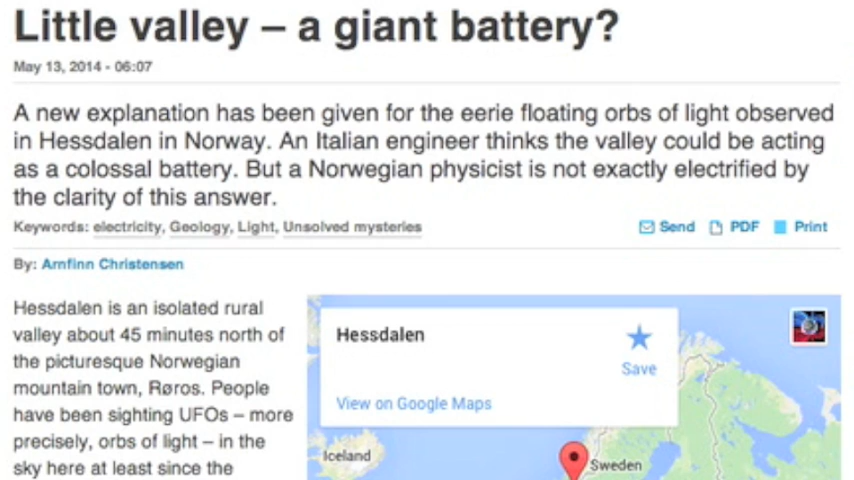 Little valley – a giant battery?
May 13, 2014 - 06:07
A new explanation has been given for the eerie floating orbs of light observed
in Hessdalen in Norway. An Italian engineer thinks the valley could be acting
as a colossal battery. But a Norwegian physicist is not exactly electrified by
the clarity of this answer.
Keywords: electricity, Geology, Light, Unsolved mysteries
Send PDF Print
By: Arnfinn Christensen
Hessdalen is an isolated rural
valley about 45 minutes north of
the picturesque Norwegian
mountain town, Røros. People
have been sighting UFOs – more
precisely, orbs of light – in the
sky here at least since the
Hessdalen
Save
View on Google Maps
Iceland
Sweden